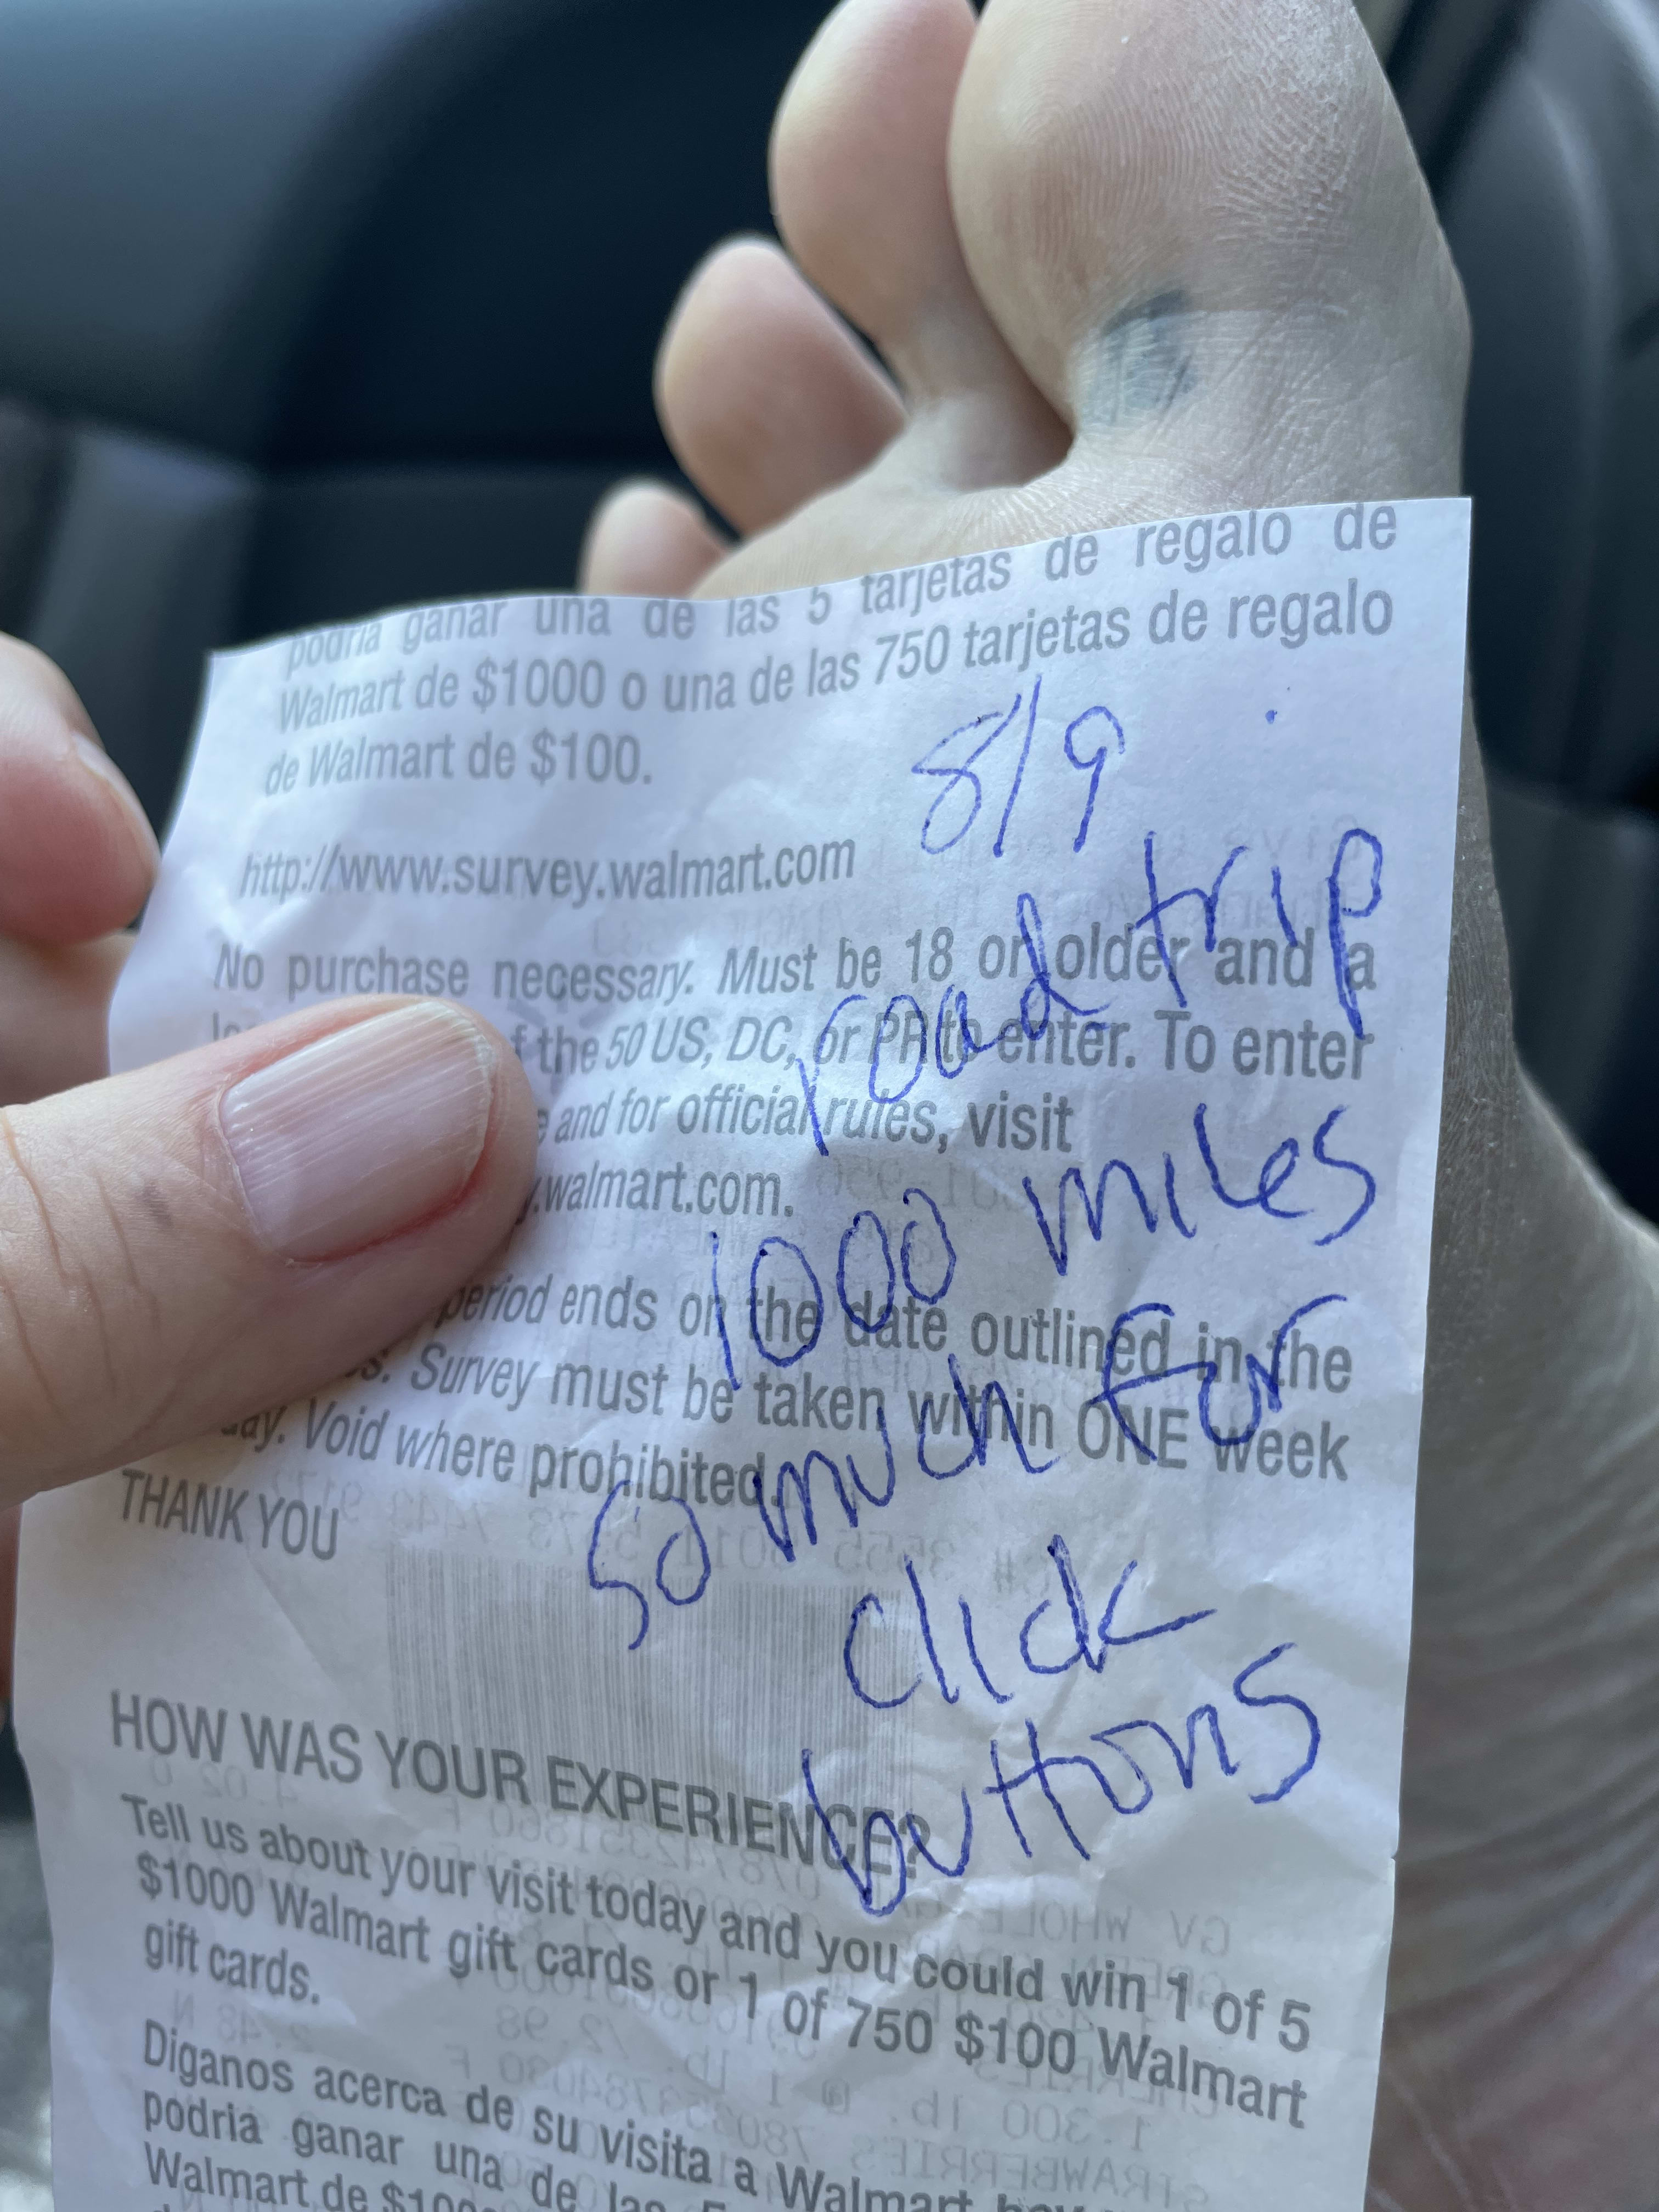 podria ganar una de las 5 tarjetas de regalo de
Walmart de $1000 o una de las 750 tarjetas de regalo
de Walmart de $100.
8/9
http://www.survey.walmart.com
road trip
No purchase necessary. Must be 18 or older and a
of the 50 US, DC, or PR to enter. To enter
and for official rules, visit
.walmart.com.
1000 miles
period ends on the date outlined in the
Survey must be taken within ONE week
Void where prohibited.
so much for
THANK YOU
click
buttons
HOW WAS YOUR EXPERIENCE?
Tell us about your visit today and you could win 1 of 5
$1000 Walmart gift cards or 1 of 750 $100 Walmart
gift cards.
Diganos acerca de su visita a Walmart hoy
podria ganar una de las 5
Walmart de $100